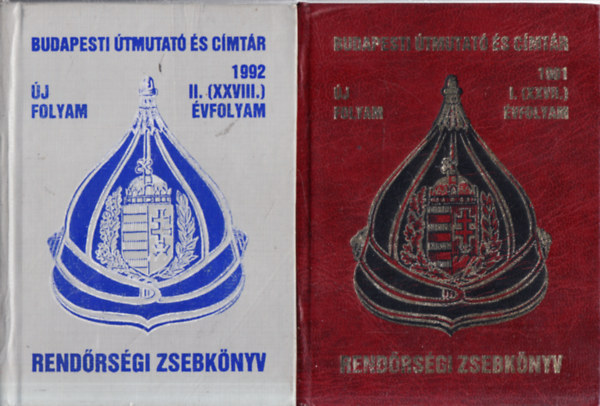 BUDAPESTI ÚTMUTATÓ ÉS CÍMTÁR
1992
ÚJ II. (XXVIII.)
FOLYAM ÉVFOLYAM
RENDŐRSÉGI ZSEBKÖNYV
BUDAPESTI ÚTMUTATÓ ÉS CÍMTÁR
1991
ÚJ I. (XXVII.)
FOLYAM ÉVFOLYAM
RENDŐRSÉGI ZSEBKÖNYV